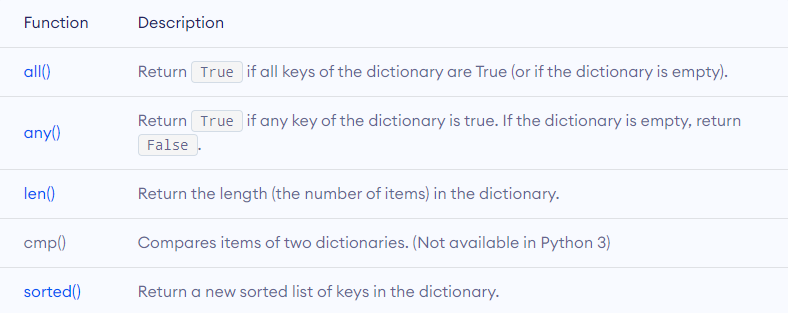 Function Description
all() Return True if all keys of the dictionary are True (or if the dictionary is empty).
any() Return True if any key of the dictionary is true. If the dictionary is empty, return
False.
len() Return the length (the number of items) in the dictionary.
cmp() Compares items of two dictionaries. (Not available in Python 3)
sorted() Return a new sorted list of keys in the dictionary.